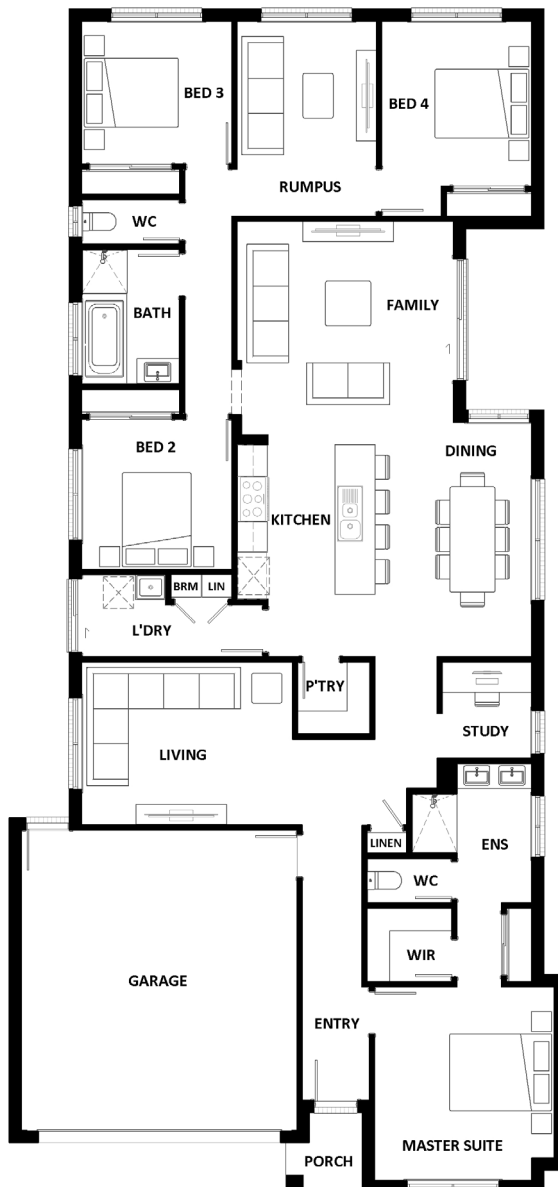 BED 3
BED 4
RUMPUS
WC
BATH
FAMILY
BED 2
DINING
KITCHEN
BRM
LIN
L'DRY
P'TRY
STUDY
LIVING
LINEN
ENS
WC
WIR
GARAGE
ENTRY
MASTER SUITE
PORCH